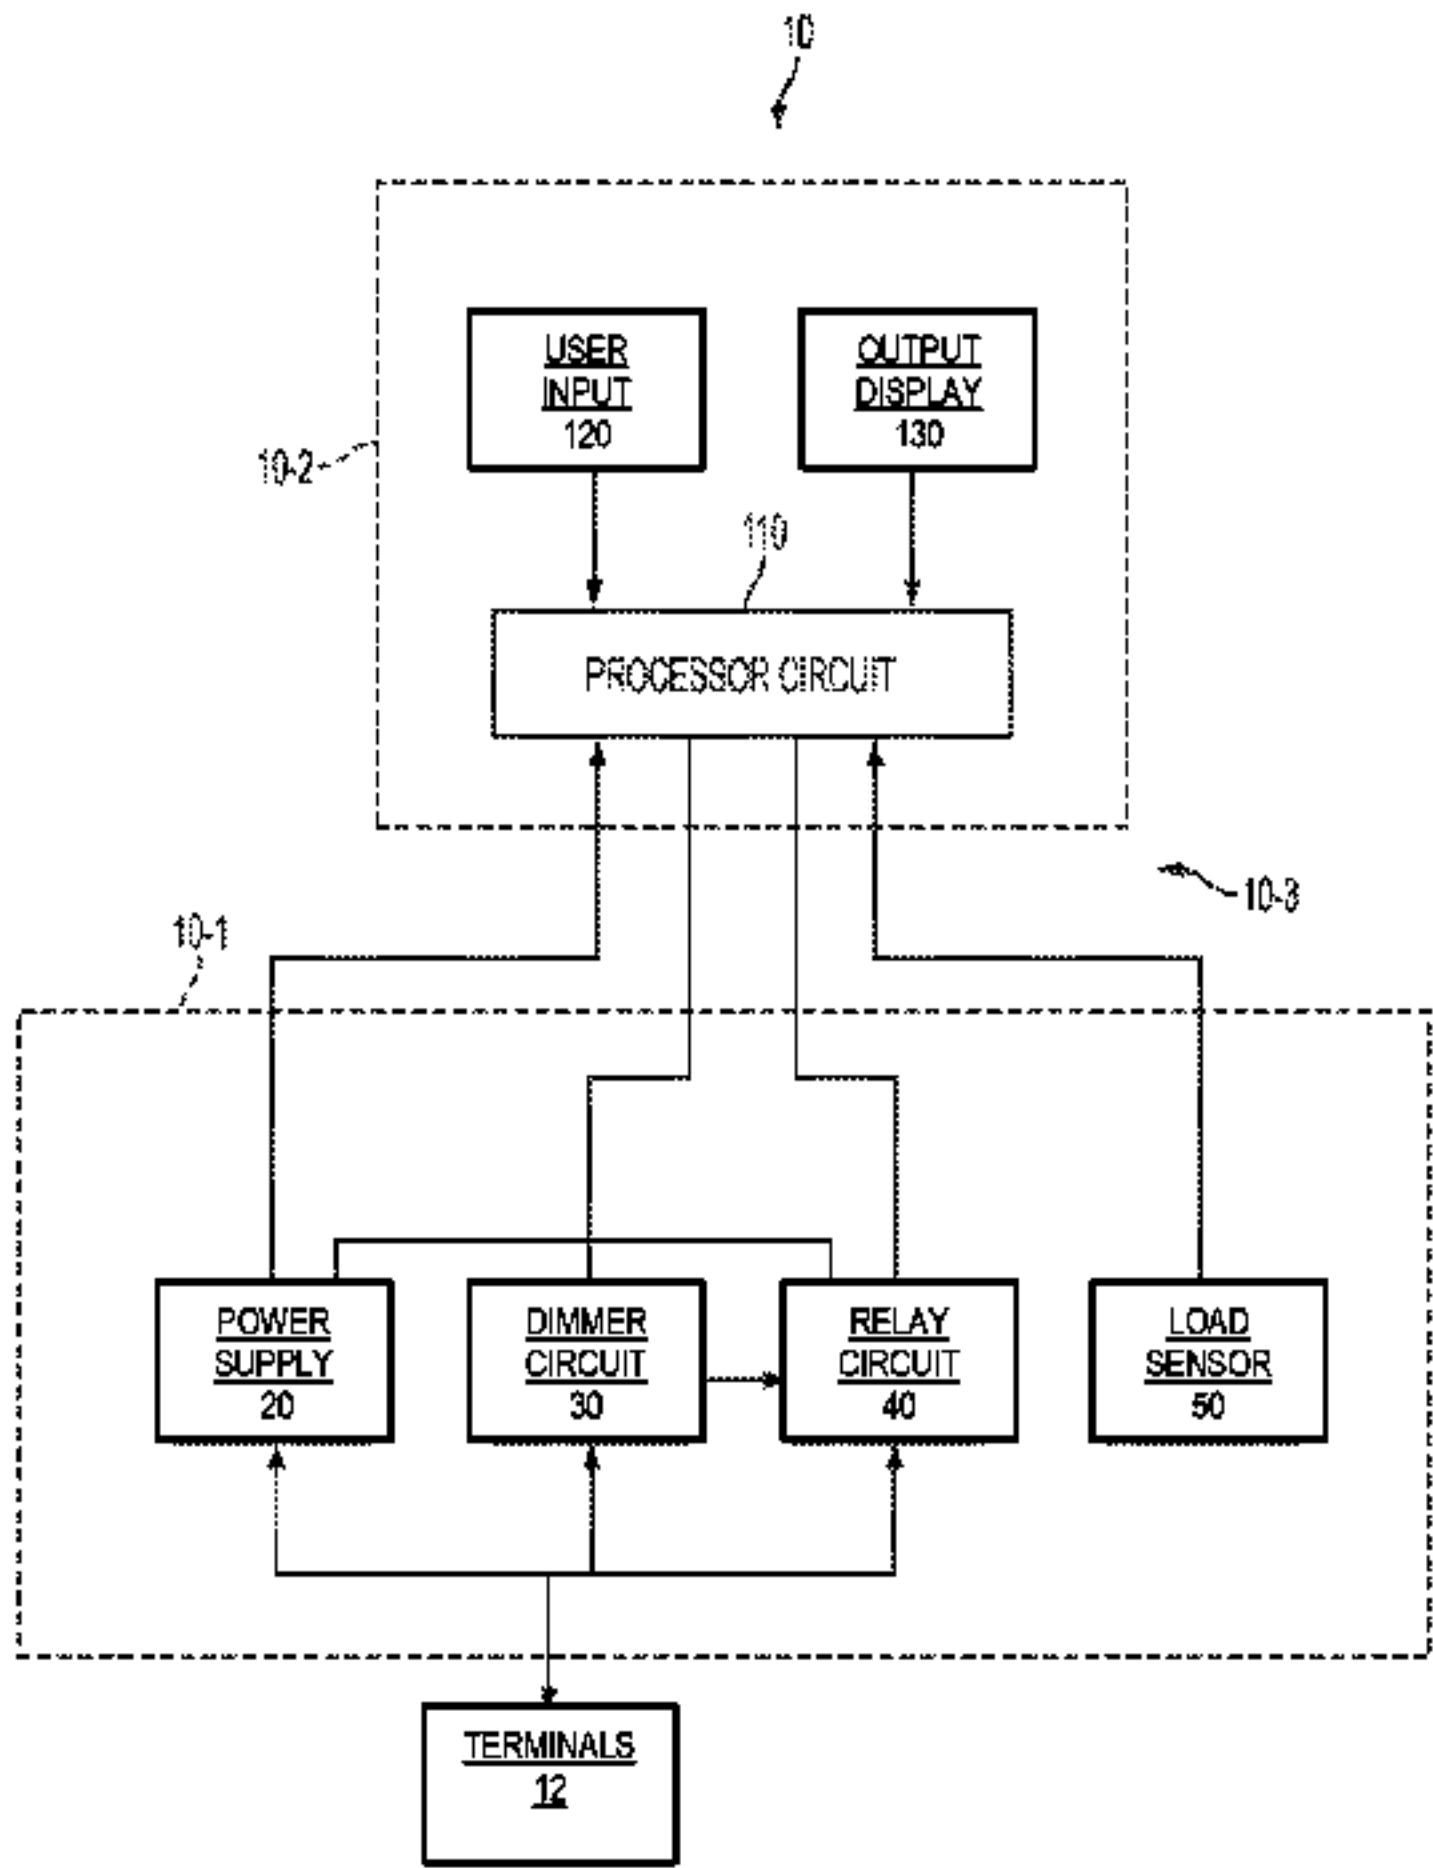 10
USER
INPUT
120
OUTPUT
DISPLAY
130
10-2
110
PROCESSOR CIRCUIT
10-3
10-1
POWER
SUPPLY
20
DIMMER
CIRCUIT
30
RELAY
CIRCUIT
40
LOAD
SENSOR
50
TERMINALS
12